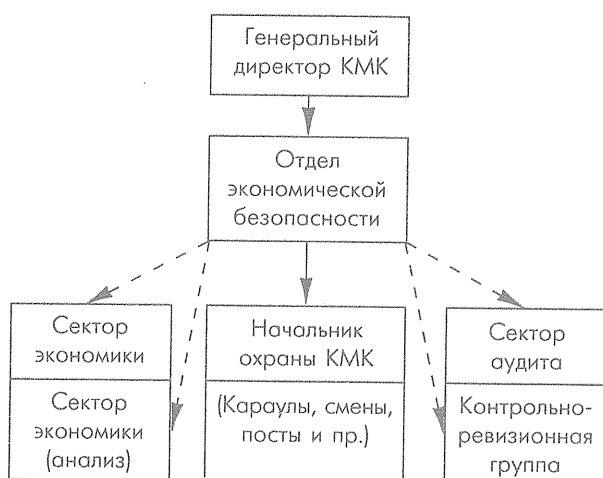 Генеральный
директор КМК
Отдел
экономической
безопасности
Сектор
экономики
Сектор
экономики
(анализ)
Начальник
охраны КМК
(Караулы, смены,
посты и пр.)
Сектор
аудита
Контрольно-
ревизионная
группа